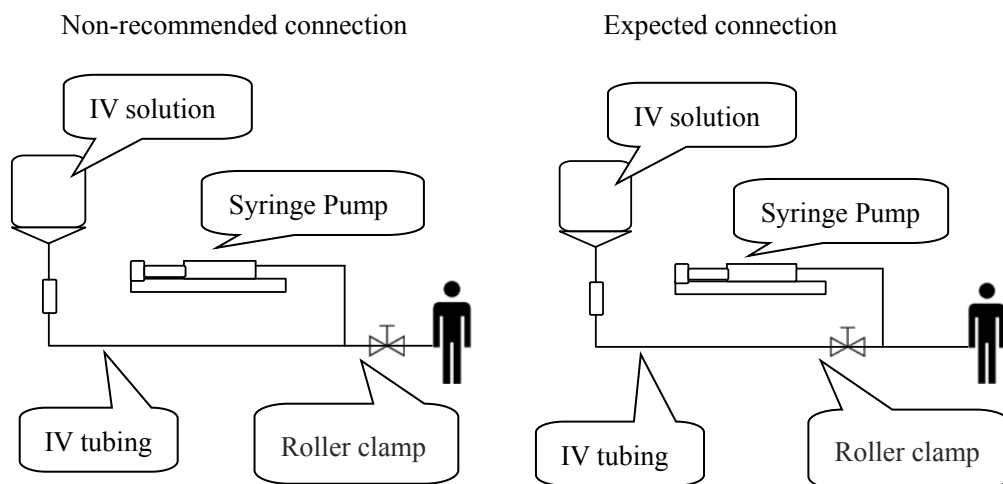 Non-recommended connection
IV solution
Syringe Pump
IV tubing
Roller clamp
Expected connection
IV solution
Syringe Pump
IV tubing
Roller clamp